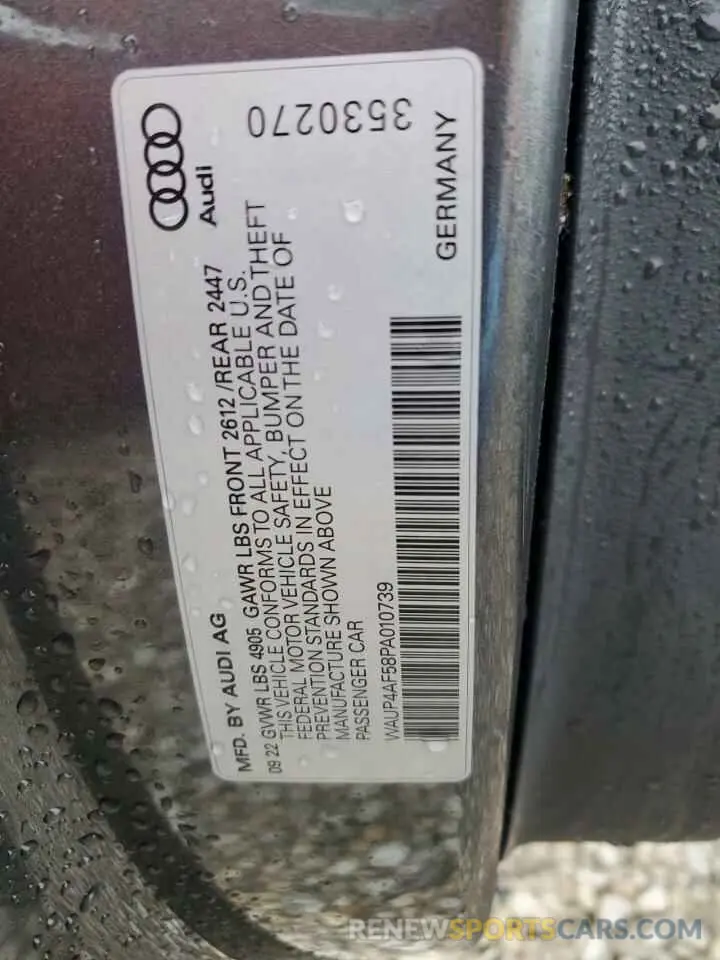 Audi
3530270
MFD. BY AUDI AG
GERMANY
09 22 GVWR LBS 4905 GAWR LBS FRONT 2612 /REAR 2447
THIS VEHICLE CONFORMS TO ALL APPLICABLE U.S.
FEDERAL MOTOR VEHICLE SAFETY, BUMPER AND THEFT
PREVENTION STANDARDS IN EFFECT ON THE DATE OF
MANUFACTURE SHOWN ABOVE
PASSENGER CAR
WAUP4AF58PA010739
RENEWSPORTSCARS.COM